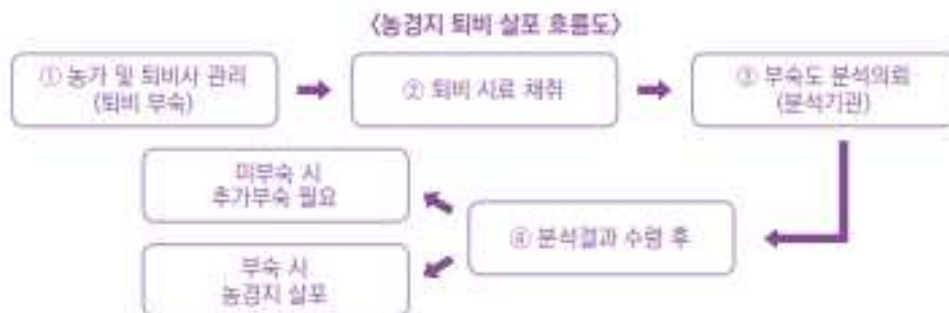 <농경지 퇴비 살포 흐름도>
① 농가 및 퇴비사 관리
(퇴비 부숙)
② 퇴비 시료 채취
③ 부숙도 분석의뢰
(분석기관)
미부숙 시
추가부숙 필요
④ 분석결과 수령 후
부숙 시
농경지 살포